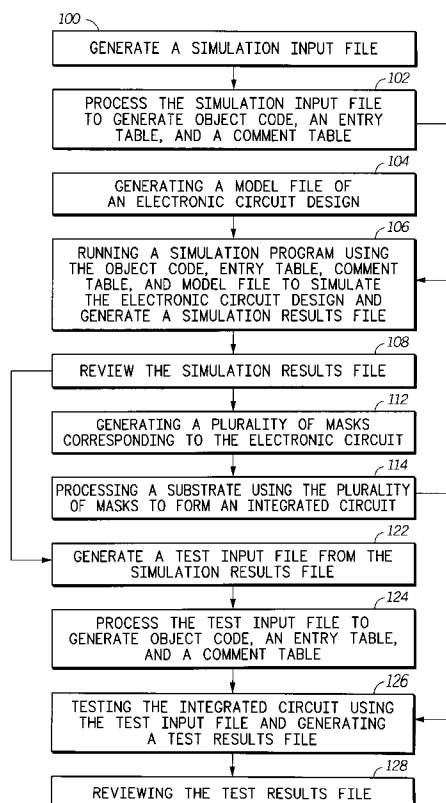 100
GENERATE A SIMULATION INPUT FILE
102
PROCESS THE SIMULATION INPUT FILE
TO GENERATE OBJECT CODE, AN ENTRY
TABLE, AND A COMMENT TABLE
104
GENERATING A MODEL FILE OF
AN ELECTRONIC CIRCUIT DESIGN
106
RUNNING A SIMULATION PROGRAM USING
THE OBJECT CODE, ENTRY TABLE, COMMENT
TABLE, AND MODEL FILE TO SIMULATE
THE ELECTRONIC CIRCUIT DESIGN AND
GENERATE A SIMULATION RESULTS FILE
108
REVIEW THE SIMULATION RESULTS FILE
112
GENERATING A PLURALITY OF MASKS
CORRESPONDING TO THE ELECTRONIC CIRCUIT
114
PROCESSING A SUBSTRATE USING THE PLURALITY
OF MASKS TO FORM AN INTEGRATED CIRCUIT
122
GENERATE A TEST INPUT FILE FROM THE
SIMULATION RESULTS FILE
124
PROCESS THE TEST INPUT FILE TO
GENERATE OBJECT CODE, AN ENTRY TABLE,
AND A COMMENT TABLE
126
TESTING THE INTEGRATED CIRCUIT USING
THE TEST INPUT FILE AND GENERATING
A TEST RESULTS FILE
128
REVIEWING THE TEST RESULTS FILE